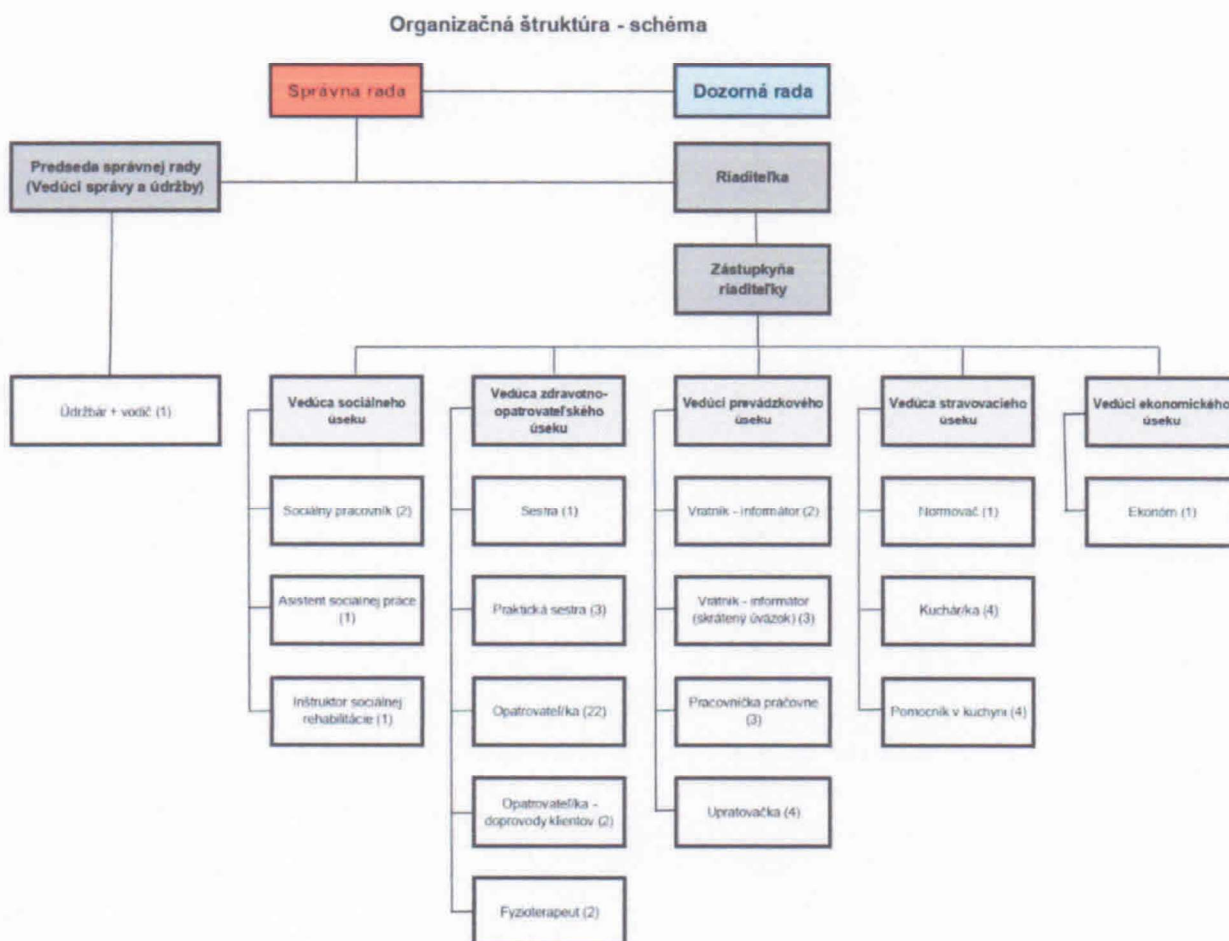 Organizačná štruktúra - schéma
Správna rada
Dozorná rada
Predseda správnej rady
(Vedúci správy a údržby)
Riaditeľka
Zástupkyňa
riaditeľky
Údržbár + vodič (1)
Vedúca sociálneho
úseku
Sociálny pracovník (2)
Asistent sociálnej práce
(1)
Inštruktor sociálnej
rehabilitácie (1)
Vedúca zdravotno-
opatrovateľského
úseku
Sestra (1)
Praktická sestra (3)
Opatrovateľ/ka (22)
Opatrovateľ/ka -
doprovody klientov (2)
Fyzioterapeut (2)
Vedúci prevádzkového
úseku
Vrátnik - informátor (2)
Vrátnik - informátor
(skrátený úväzok) (3)
Pracovníčka práčovne
(3)
Upratovačka (4)
Vedúca stravovacieho
úseku
Normovač (1)
Kuchár/ka (4)
Pomocník v kuchyni (4)
Vedúci ekonomického
úseku
Ekonóm (1)